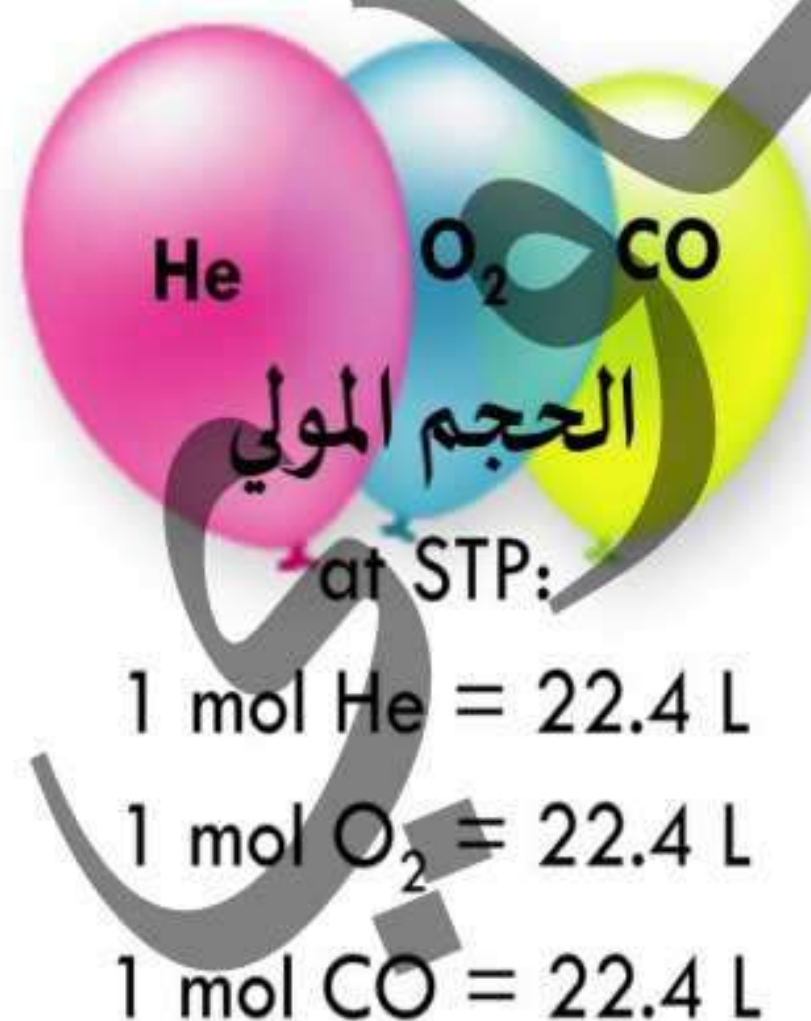 He O₂ CO
الحجم المولي
at STP:
1 mol He = 22.4 L
1 mol O₂ = 22.4 L
1 mol CO = 22.4 L